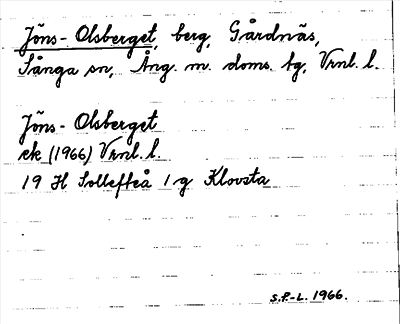 Jöns-Olsberget, berg, Gårdnäs,
Sånga sn, Ång. m. doms. tg, Vrnl. l.
Jöns-Olsberget
ek (1966) Vrnl. l.
19 H Sollefteå 1 g Klovsta
S.F.-L. 1966.